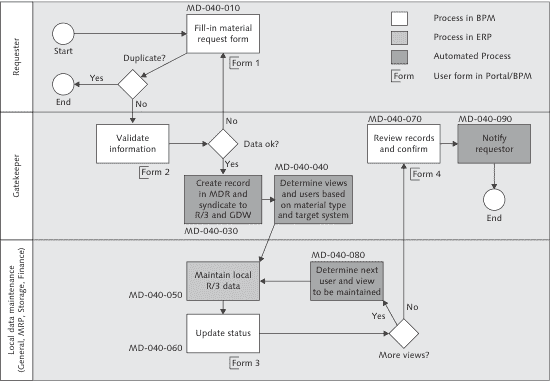 MD-040-010
Fill-in material
request form
Form 1
Start
Duplicate?
Yes
No
End
Requester
Process in BPM
Process in ERP
Automated Process
Form
User form in Portal/BPM
Gatekeeper
Validate
information
Form 2
No
Data ok?
Yes
MD-040-070
Review records
and confirm
Form 4
MD-040-090
Notify
requestor
End
Create record
in MDR and
syndicate to
R/3 and GDW
MD-040-030
MD-040-040
Determine views
and users based
on material type
and target system
Local data maintenance
(General, MRP, Storage, Finance)
Maintain local
R/3 data
MD-040-050
MD-040-080
Determine next
user and view
to be maintained
Update status
MD-040-060
Form 3
Yes
No
More views?